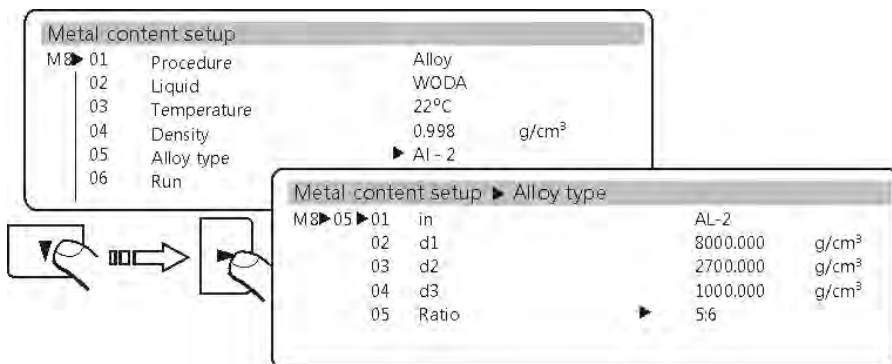 Metal content setup
M8▶ 01 Procedure Alloy
02 Liquid WODA
03 Temperature 22ºC
04 Density 0.998 g/cm³
05 Alloy type ▶ Al - 2
06 Run
Metal content setup ▶ Alloy type
M8▶05▶01 in AL-2
02 d1 8000.000 g/cm³
03 d2 2700.000 g/cm³
04 d3 1000.000 g/cm³
05 Ratio ▶ 5:6